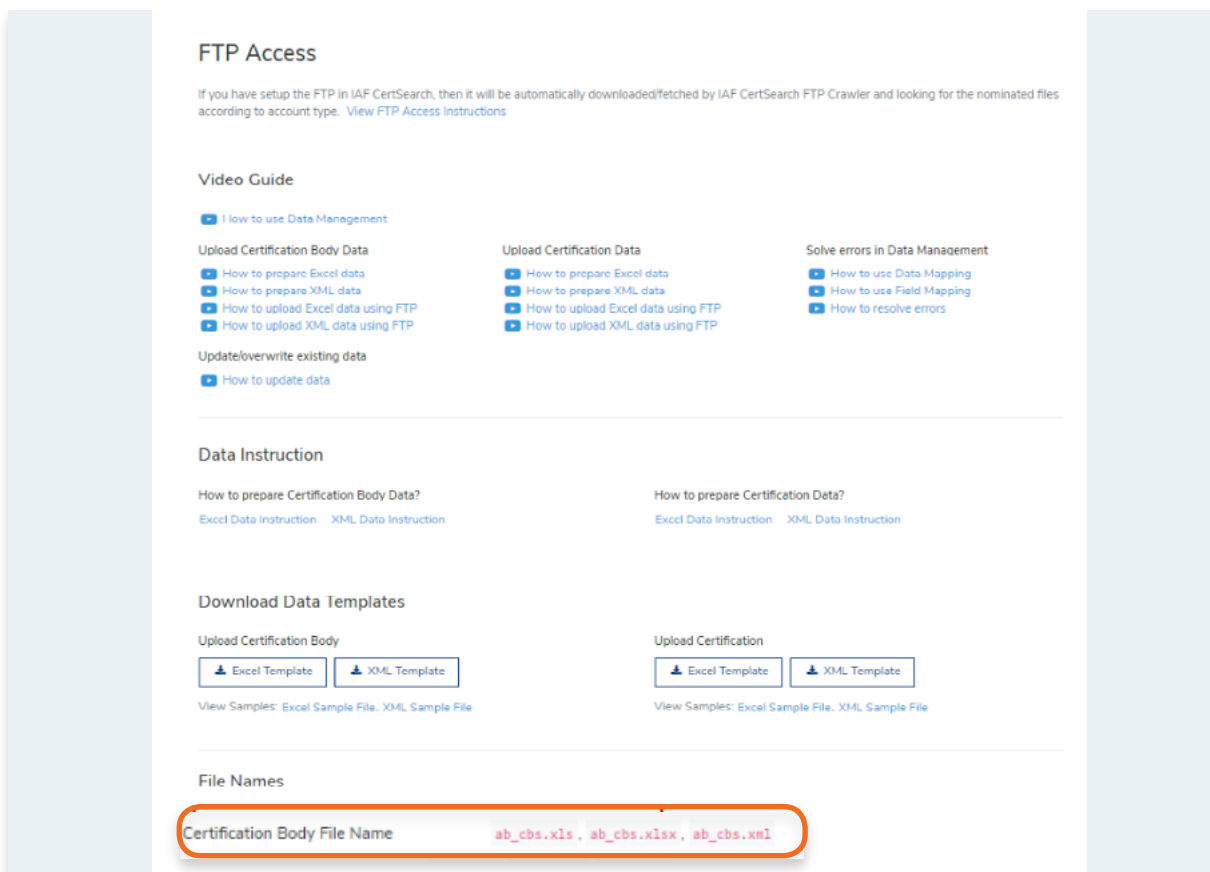 FTP Access
If you have setup the FTP in IAF CertSearch, then it will be automatically downloaded/fetched by IAF CertSearch FTP Crawler and looking for the nominated files
according to account type. View FTP Access Instructions
Video Guide
How to use Data Management
Upload Certification Body Data
How to prepare Excel data
How to prepare XML data
How to upload Excel data using FTP
How to upload XML data using FTP
Upload Certification Data
How to prepare Excel data
How to prepare XML data
How to upload Excel data using FTP
How to upload XML data using FTP
Solve errors in Data Management
How to use Data Mapping
How to use Field Mapping
How to resolve errors
Update/overwrite existing data
How to update data
Data Instruction
How to prepare Certification Body Data?
Excel Data Instruction XML Data Instruction
How to prepare Certification Data?
Excel Data Instruction XML Data Instruction
Download Data Templates
Upload Certification Body
Excel Template XML Template
View Samples: Excel Sample File. XML Sample File
Upload Certification
Excel Template XML Template
View Samples: Excel Sample File. XML Sample File
File Names
Certification Body File Name ab_cbs.xls, ab_cbs.xlsx, ab_cbs.xml